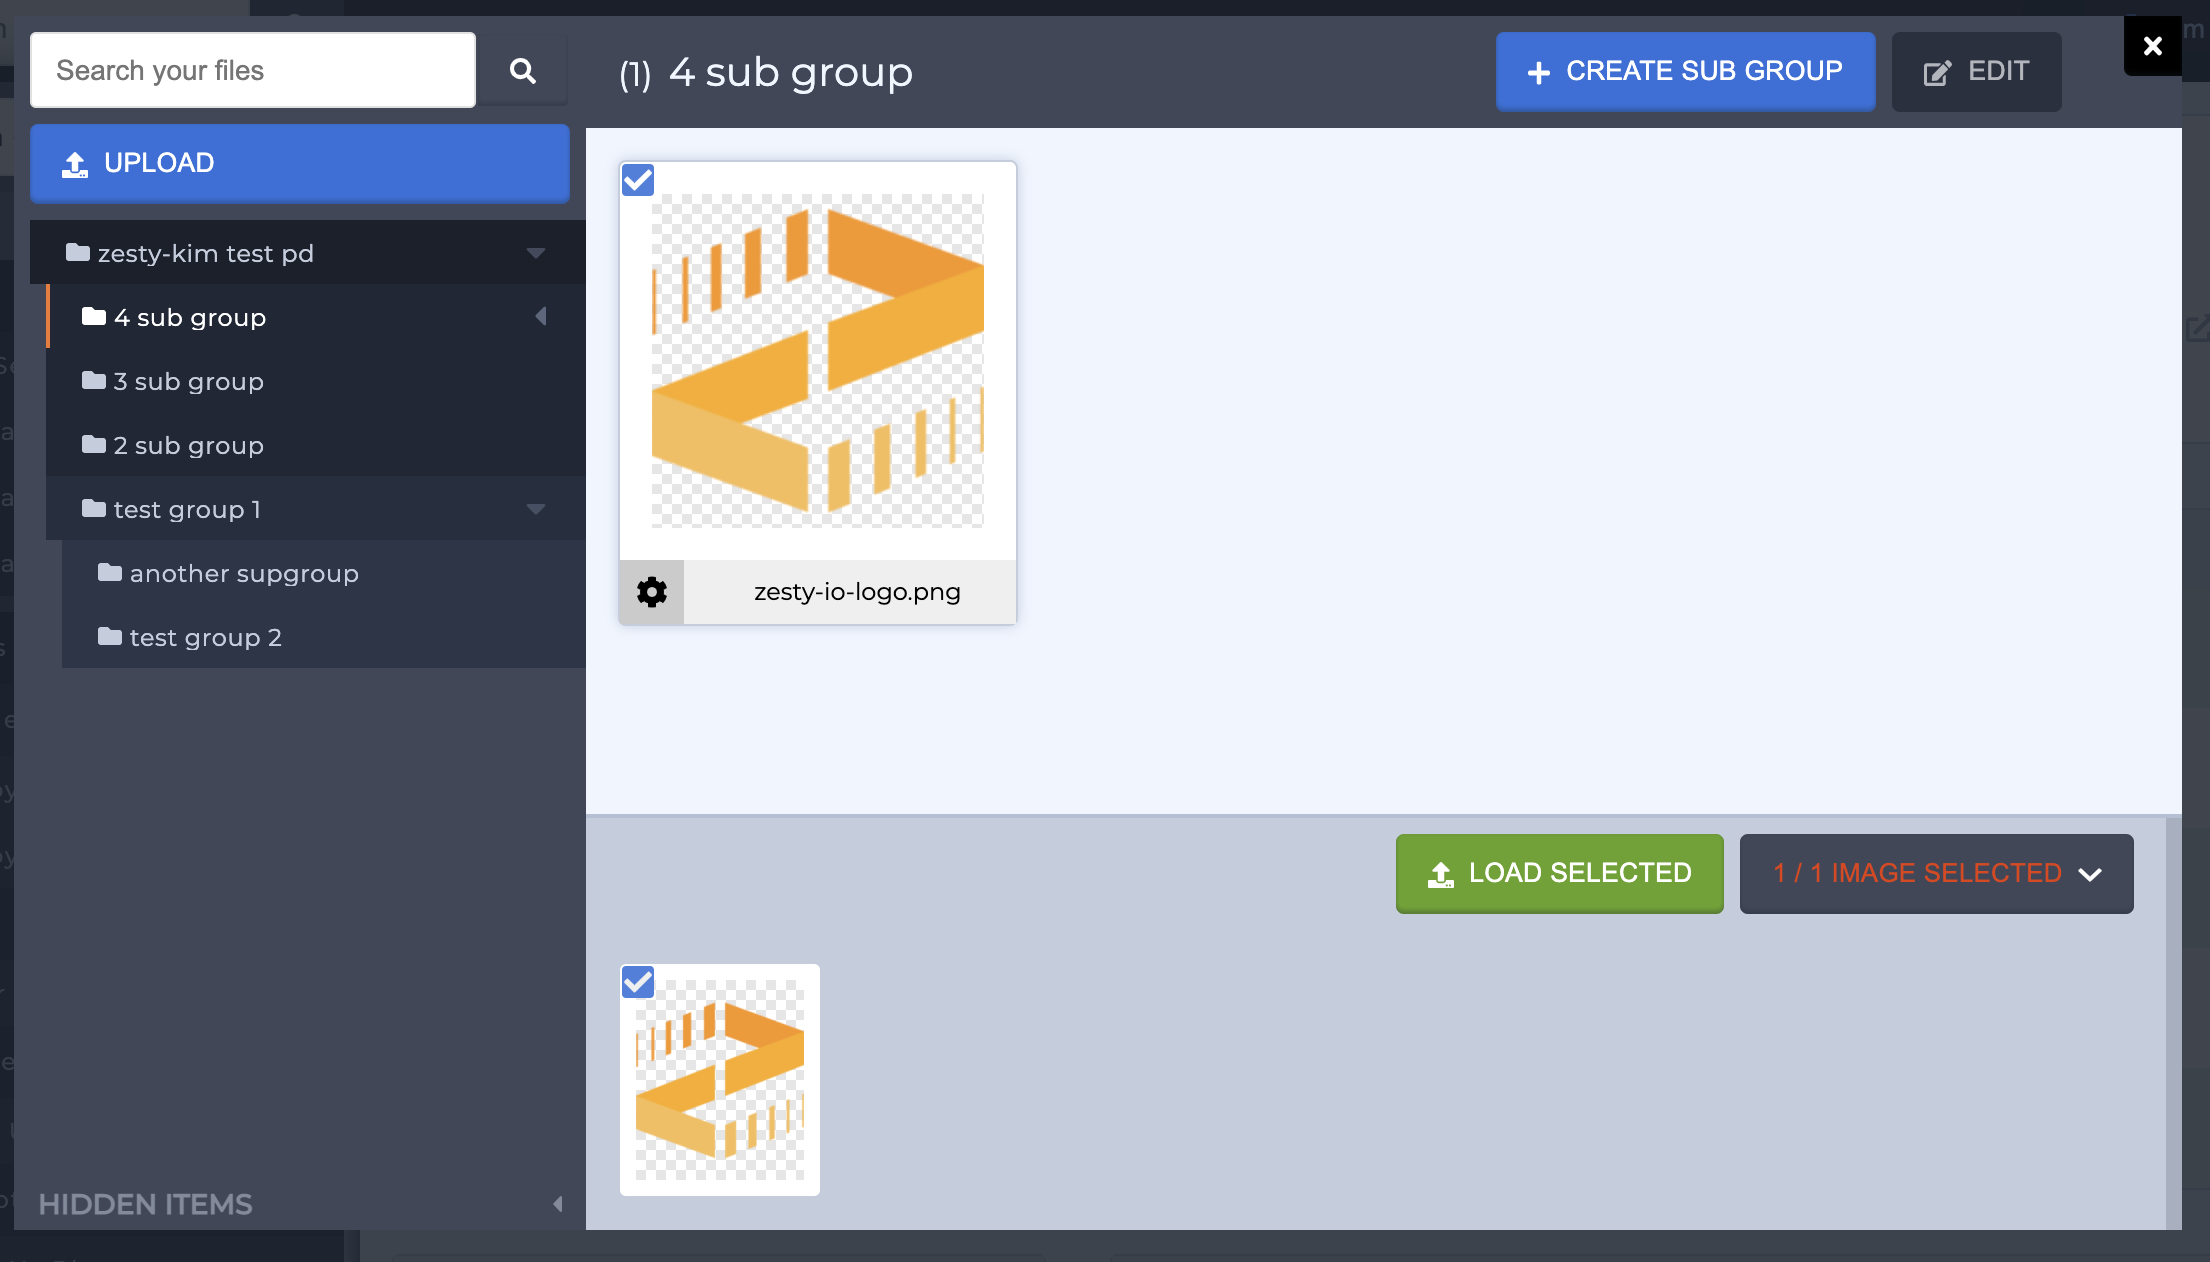 Search your files
UPLOAD
zesty-kim test pd
4 sub group
3 sub group
2 sub group
test group 1
another supgroup
test group 2
HIDDEN ITEMS
(1) 4 sub group
CREATE SUB GROUP
EDIT
zesty-io-logo.png
LOAD SELECTED
1 / 1 IMAGE SELECTED